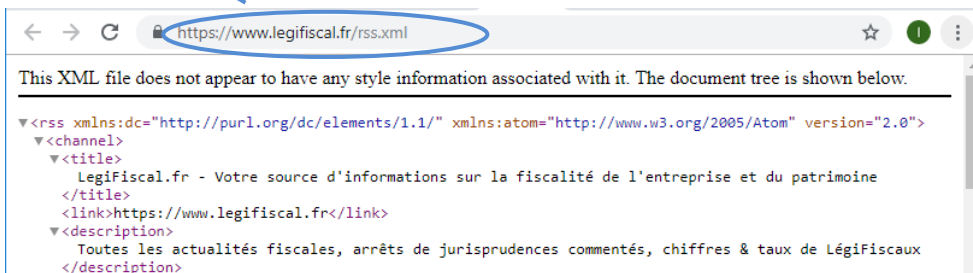 https://www.legifiscal.fr/rss.xml
I
This XML file does not appear to have any style information associated with it. The document tree is shown below.
▼<rss xmlns:dc="http://purl.org/dc/elements/1.1/" xmlns:atom="http://www.w3.org/2005/Atom" version="2.0">
▼<channel>
▼<title>
LegiFiscal.fr - Votre source d'informations sur la fiscalité de l'entreprise et du patrimoine
</title>
<link>https://www.legifiscal.fr</link>
▼<description>
Toutes les actualités fiscales, arrêts de jurisprudences commentés, chiffres & taux de LégiFiscaux
</description>